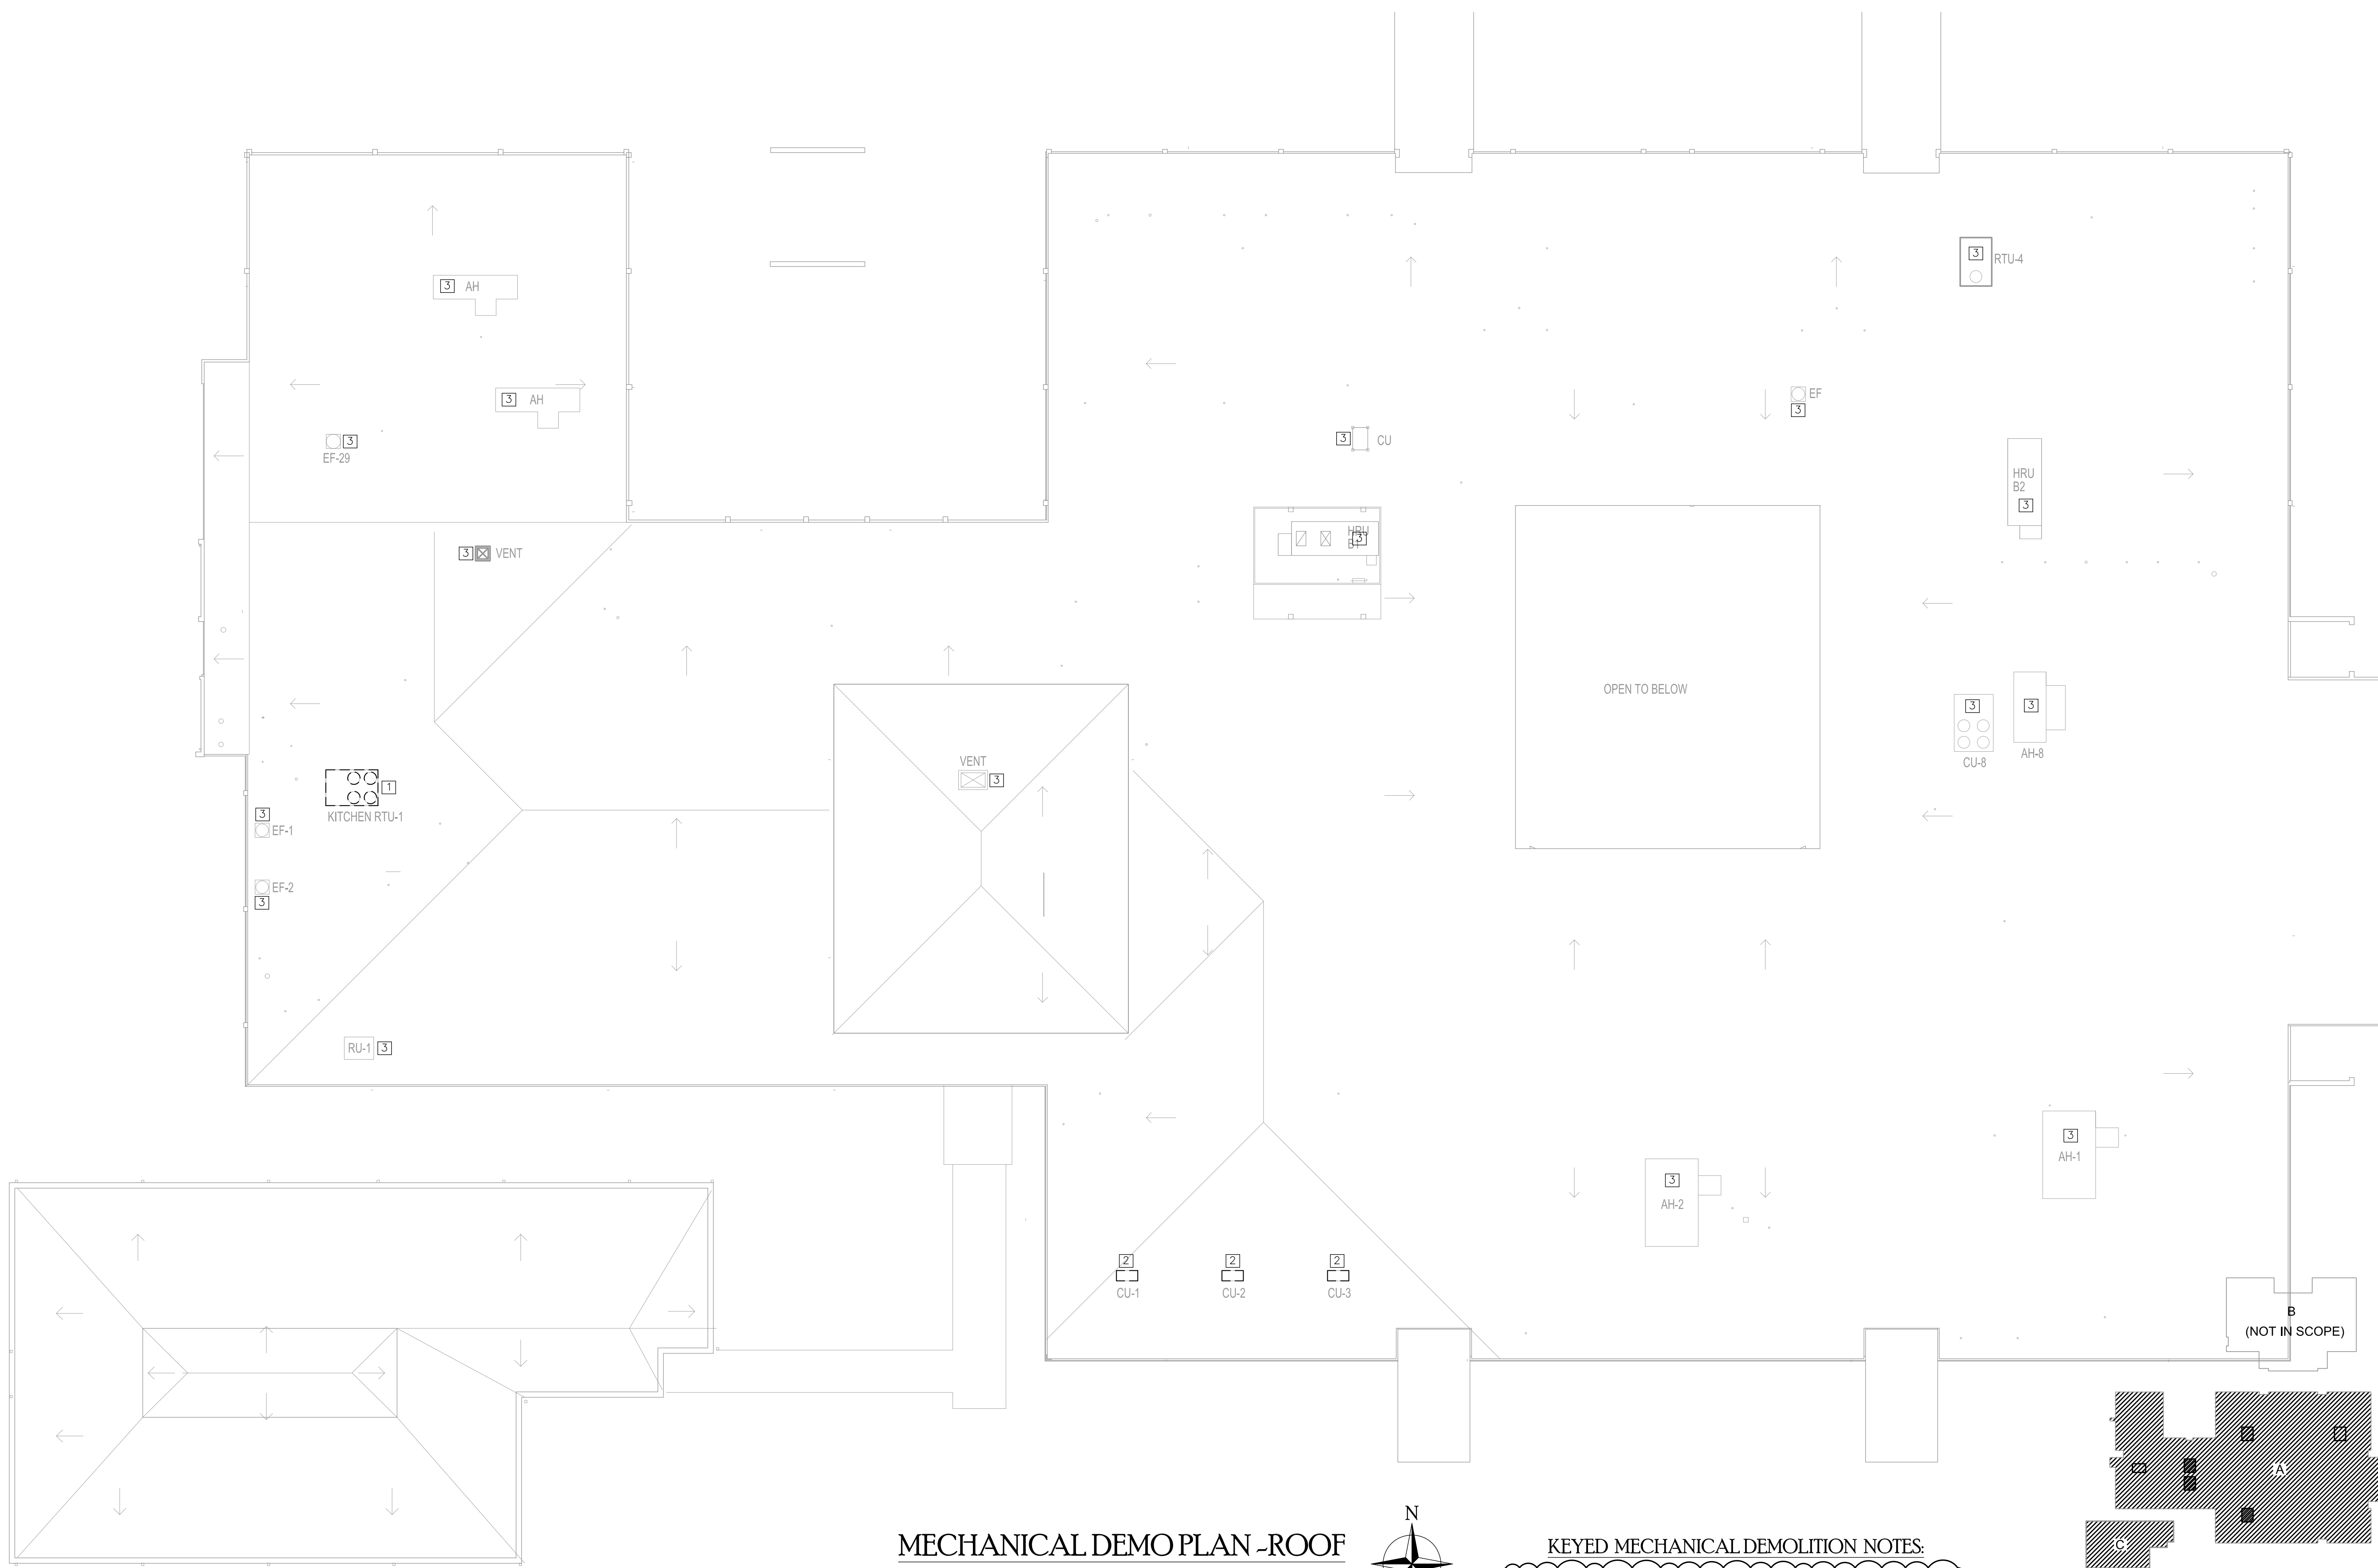 3 AH
3 RTU-4
3 AH
EF
3
3
EF-29
3 CU
HRU
B2
3
HRU
B1
3
3 VENT
OPEN TO BELOW
3
CU-8
3
AH-8
VENT
3
1
KITCHEN RTU-1
3
EF-1
EF-2
3
RU-1 3
3
AH-1
3
AH-2
2
CU-1
2
CU-2
2
CU-3
B
(NOT IN SCOPE)
A
C
N
MECHANICAL DEMO PLAN -ROOF
KEYED MECHANICAL DEMOLITION NOTES: